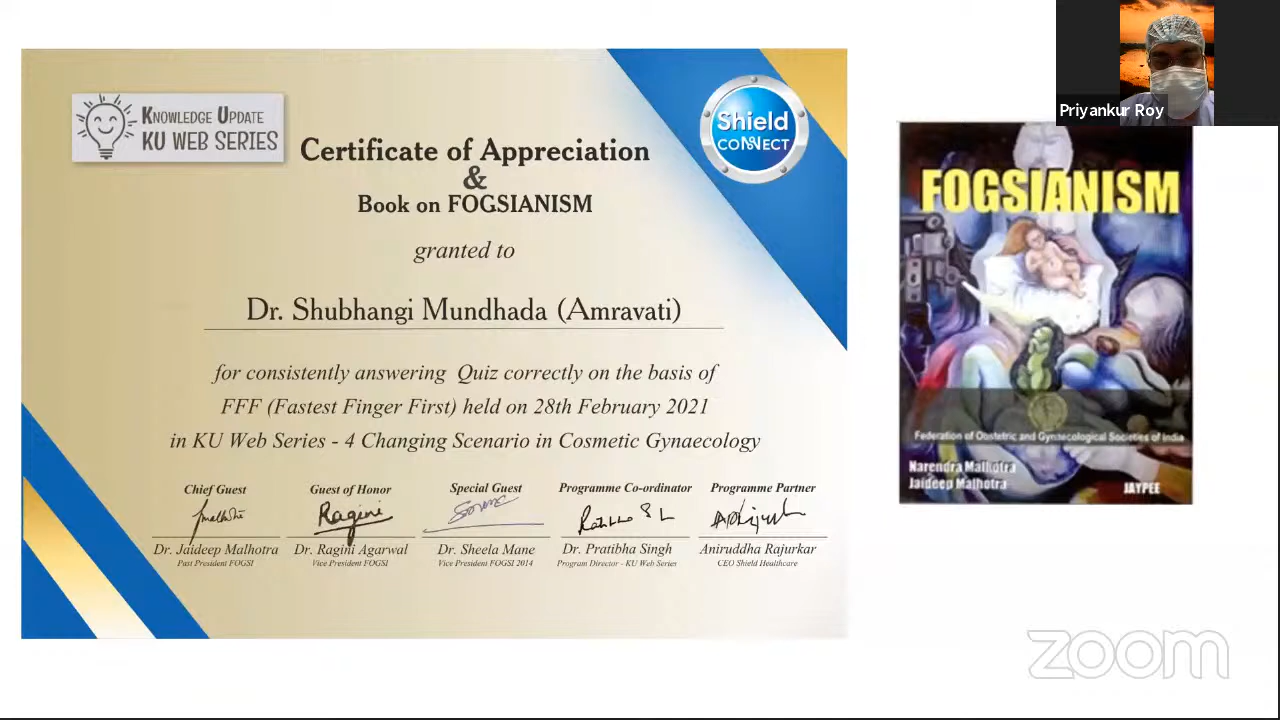 KNOWLEDGE UPDATE
KU WEB SERIES
Shield
CONNECT
Certificate of Appreciation
&
Book on FOGSIANISM
granted to
Dr. Shubhangi Mundhada (Amravati)
for consistently answering Quiz correctly on the basis of
FFF (Fastest Finger First) held on 28th February 2021
in KU Web Series - 4 Changing Scenario in Cosmetic Gynaecology
Chief Guest
Dr. Jaideep Malhotra
Past President FOGSI
Guest of Honor
Ragini
Dr. Ragini Agarwal
Vice President FOGSI
Special Guest
Dr. Sheela Mane
Vice President FOGSI 2014
Programme Co-ordinator
Dr. Pratibha Singh
Program Director - KU Web Series
Programme Partner
Aniruddha Rajurkar
CEO Shield Healthcare
Priyankur Roy
FOGSIANISM
Federation of Obstetric and Gynaecological Societies of India
Narendra Malhotra
Jaideep Malhotra
JAYPEE
zoom